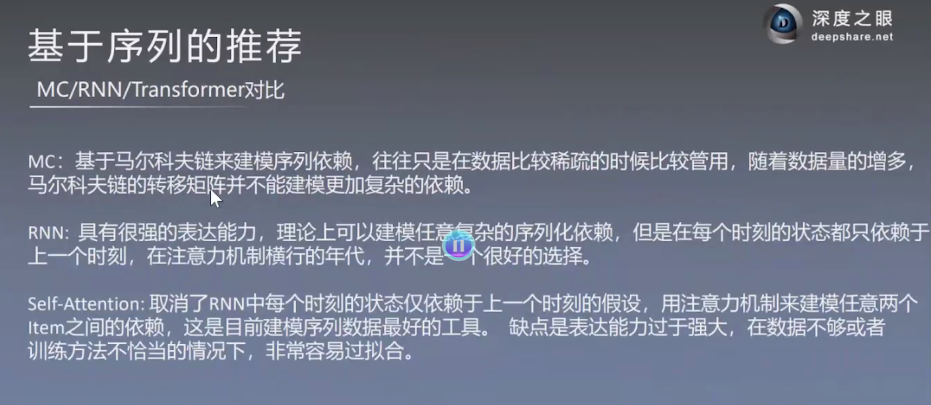 深度之眼
deepshare.net
基于序列的推荐
MC/RNN/Transformer对比
MC：基于马尔科夫链来建模序列依赖，往往只是在数据比较稀疏的时候比较管用，随着数据量的增多，
马尔科夫链的转移矩阵并不能建模更加复杂的依赖。
RNN: 具有很强的表达能力，理论上可以建模任意复杂的序列化依赖，但是在每个时刻的状态都只依赖于
上一个时刻，在注意力机制横行的年代，并不是一个很好的选择。
Self-Attention: 取消了RNN中每个时刻的状态仅依赖于上一个时刻的假设，用注意力机制来建模任意两个
Item之间的依赖，这是目前建模序列数据最好的工具。 缺点是表达能力过于强大，在数据不够或者
训练方法不恰当的情况下，非常容易过拟合。